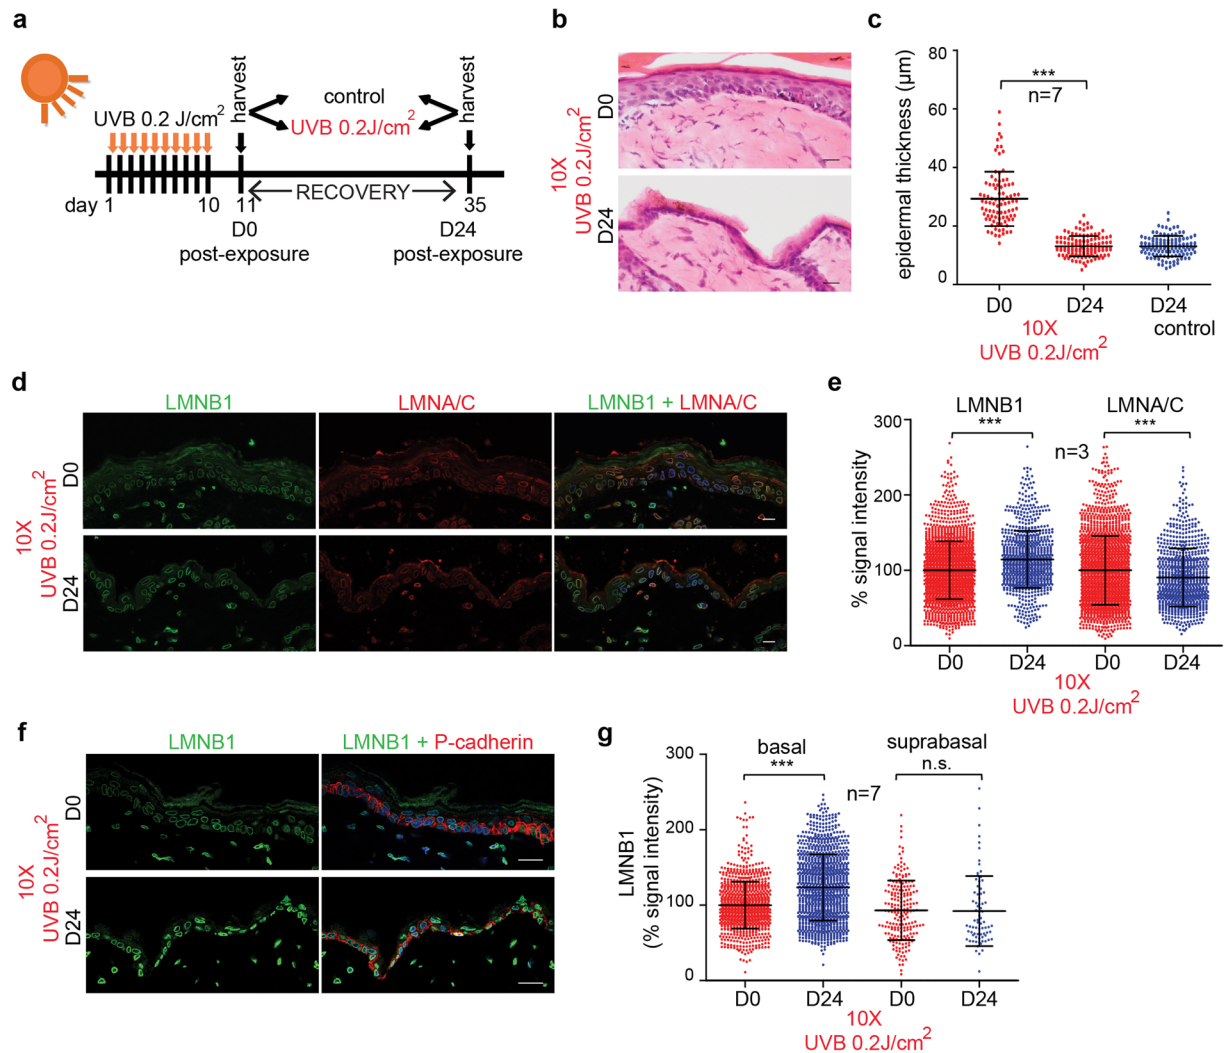 a
UVB 0.2 J/cm2
harvest
control
UVB 0.2J/cm2
harvest
RECOVERY
day 1 10 11 35
D0 D24
post-exposure post-exposure
b
10X
UVB 0.2J/cm2
D0
D24
c
epidermal thickness (µm)
80
60
40
20
0
***
n=7
D0 D24 D24
10X control
UVB 0.2J/cm2
d
LMNB1 LMNA/C LMNB1 + LMNA/C
10X
UVB 0.2J/cm2
D0
D24
e
LMNB1 LMNA/C
*** ***
n=3
% signal intensity
300
200
100
0
D0 D24 D0 D24
10X
UVB 0.2J/cm2
f
LMNB1 LMNB1 + P-cadherin
10X
UVB 0.2J/cm2
D0
D24
g
basal suprabasal
*** n.s.
n=7
LMNB1
(% signal intensity)
300
200
100
0
D0 D24 D0 D24
10X
UVB 0.2J/cm2